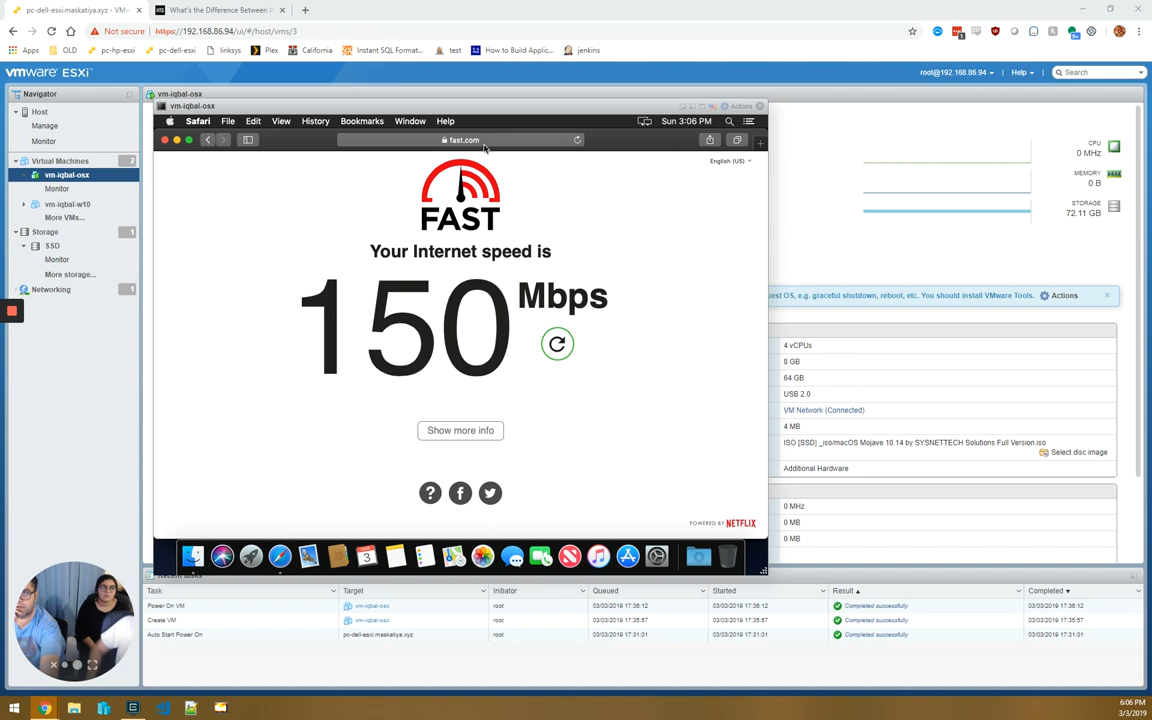 pc-dell-esxi.maskatiya.xyz - VMw
What's the Difference Between A
Not secure https://192.168.86.94/ui/#/host/vms/3
Apps OLD pc-hp-esxi pc-dell-esxi linksys Plex California Instant SQL Format... test How to Build Applic... jenkins
vmware ESXi
root@192.168.86.94 Help Search
Navigator
vm-iqbal-osx
Host
Manage
Monitor
Virtual Machines 2
vm-iqbal-osx
Monitor
vm-iqbal-w10
More VMs...
Storage 1
SSD
Monitor
More storage...
Networking 1
vm-iqbal-osx Actions
Safari File Edit View History Bookmarks Window Help Sun 3:06 PM
fast.com
English (US)
FAST
Your Internet speed is
150 Mbps
Show more info
POWERED BY NETFLIX
CPU
0 MHz
MEMORY
0 B
STORAGE
72.11 GB
uest OS, e.g. graceful shutdown, reboot, etc. You should install VMware Tools. Actions
4 vCPUs
8 GB
64 GB
USB 2.0
VM Network (Connected)
4 MB
ISO [SSD] _iso/macOS Mojave 10.14 by SYSNETTECH Solutions Full Version.iso
Select disc image
Additional Hardware
0 MHz
0 MB
0 MB
Recent tasks
Task Target Initiator Queued Started Result Completed
Power On VM vm-iqbal-osx root 03/03/2019 17:36:12 03/03/2019 17:36:12 Completed successfully 03/03/2019 17:36:12
Create VM vm-iqbal-osx root 03/03/2019 17:35:57 03/03/2019 17:35:57 Completed successfully 03/03/2019 17:35:57
Auto Start Power On pc-dell-esxi.maskatiya.xyz root 03/03/2019 17:31:01 03/03/2019 17:31:01 Completed successfully 03/03/2019 17:31:01
6:06 PM
3/3/2019